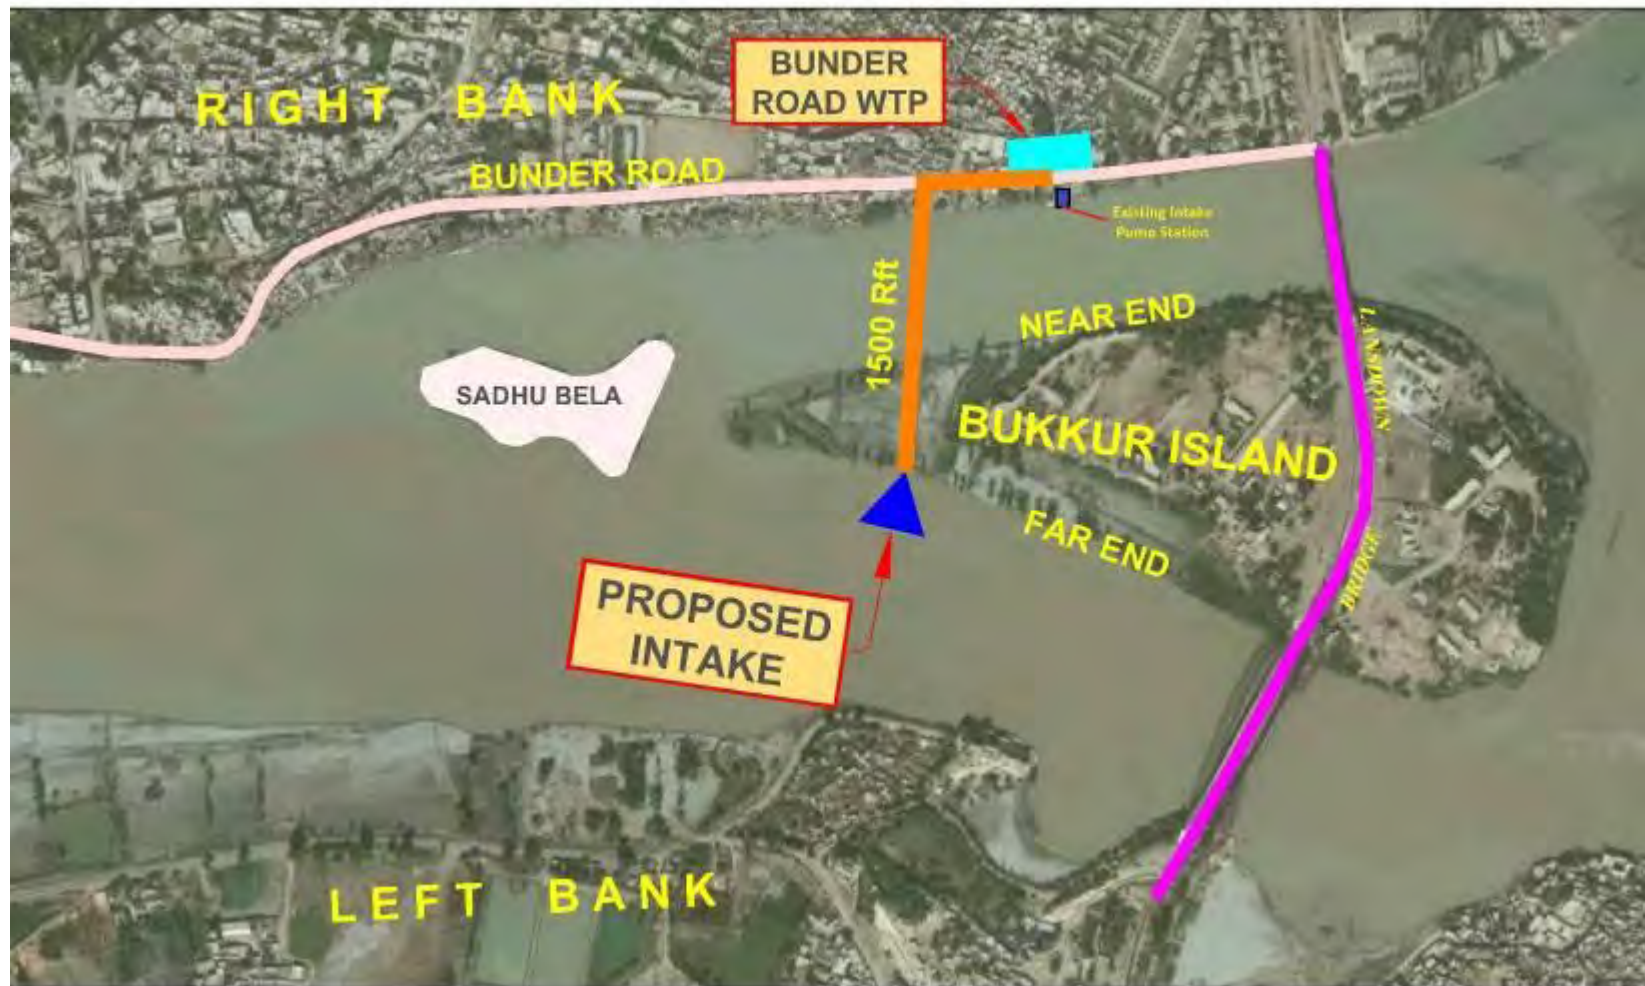 BUNDER
ROAD WTP
RIGHT BANK
BUNDER ROAD
Existing Intake
Pump Station
1500 Rft
NEAR END
LANSDOWN
SADHU BELA
BUKKUR ISLAND
FAR END
BRIDGE
PROPOSED
INTAKE
LEFT BANK